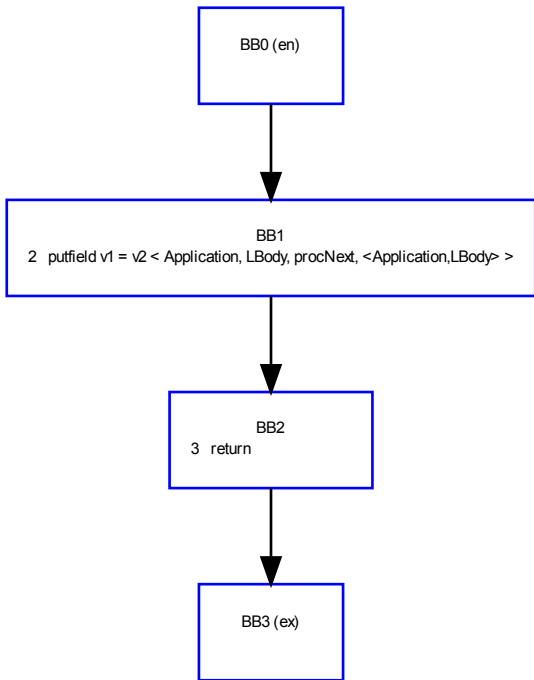 BB0 (en)
BB1
2 putfield v1 = v2 < Application, LBody, procNext, <Application,LBody> >
BB2
3 return
BB3 (ex)